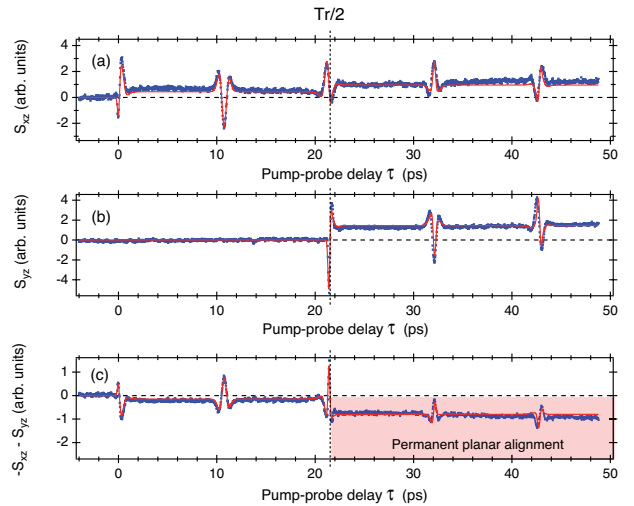 Tr/2
(a)
S_xz (arb. units)
4
2
0
-2
0 10 20 30 40 50
Pump-probe delay τ (ps)
(b)
S_yz (arb. units)
4
2
0
-2
-4
0 10 20 30 40 50
Pump-probe delay τ (ps)
(c)
-S_xz - S_yz (arb. units)
1
0
-1
-2
Permanent planar alignment
0 10 20 30 40 50
Pump-probe delay τ (ps)